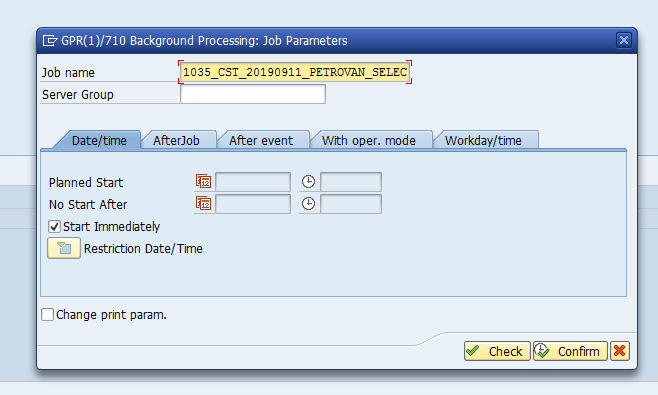 GPR(1)/710 Background Processing: Job Parameters
Job name 1035_CST_20190911_PETROVAN_SELEC
Server Group
Date/time AfterJob After event With oper. mode Workday/time
Planned Start
No Start After
Start Immediately
Restriction Date/Time
Change print param.
Check Confirm